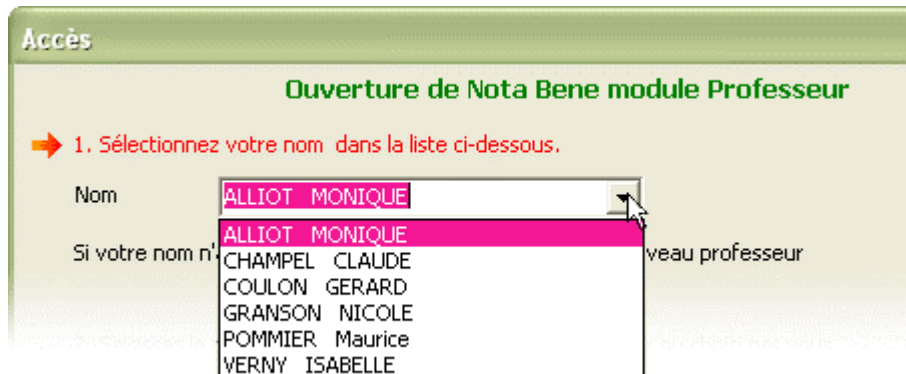 Accès
Ouverture de Nota Bene module Professeur
1. Sélectionnez votre nom dans la liste ci-dessous.
Nom ALLIOT MONIQUE
ALLIOT MONIQUE
Si votre nom n' veau professeur
CHAMPEL CLAUDE
COULON GERARD
GRANSON NICOLE
POMMIER Maurice
VERNY ISABELLE